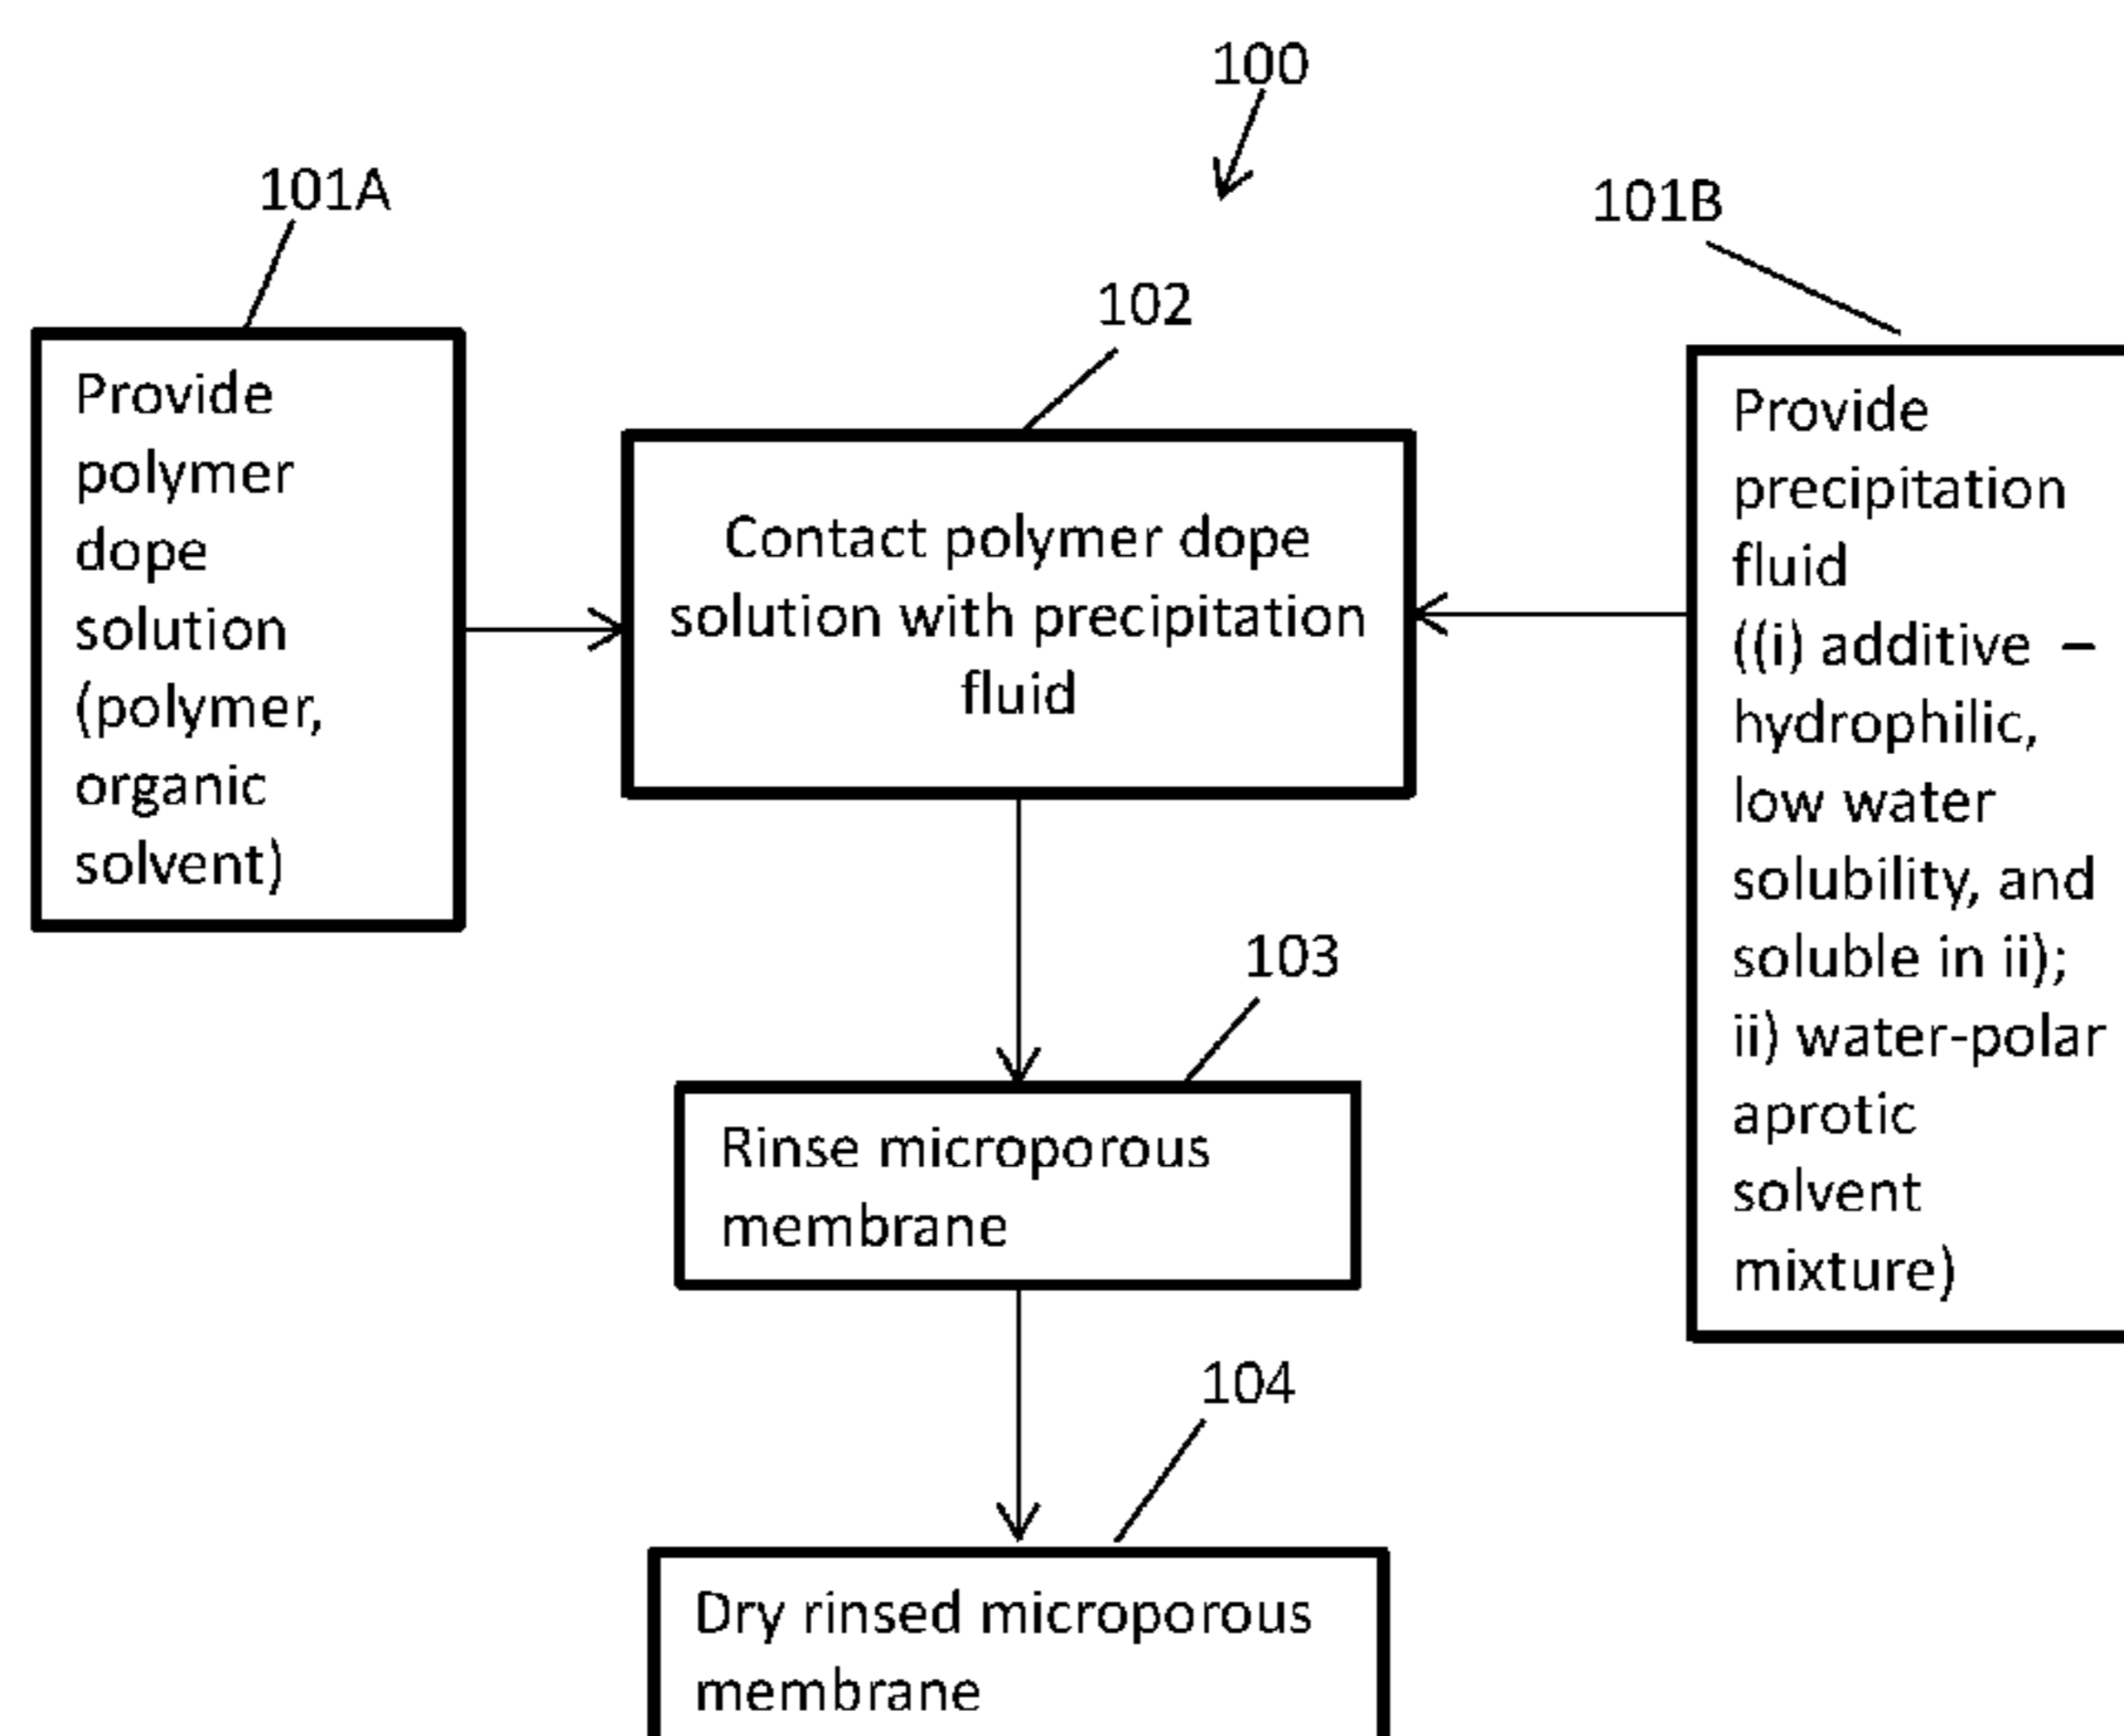 100
101A
Provide
polymer
dope
solution
(polymer,
organic
solvent)
102
Contact polymer dope
solution with precipitation
fluid
101B
Provide
precipitation
fluid
((i) additive –
hydrophilic,
low water
solubility, and
soluble in ii);
ii) water-polar
aprotic
solvent
mixture)
103
Rinse microporous
membrane
104
Dry rinsed microporous
membrane